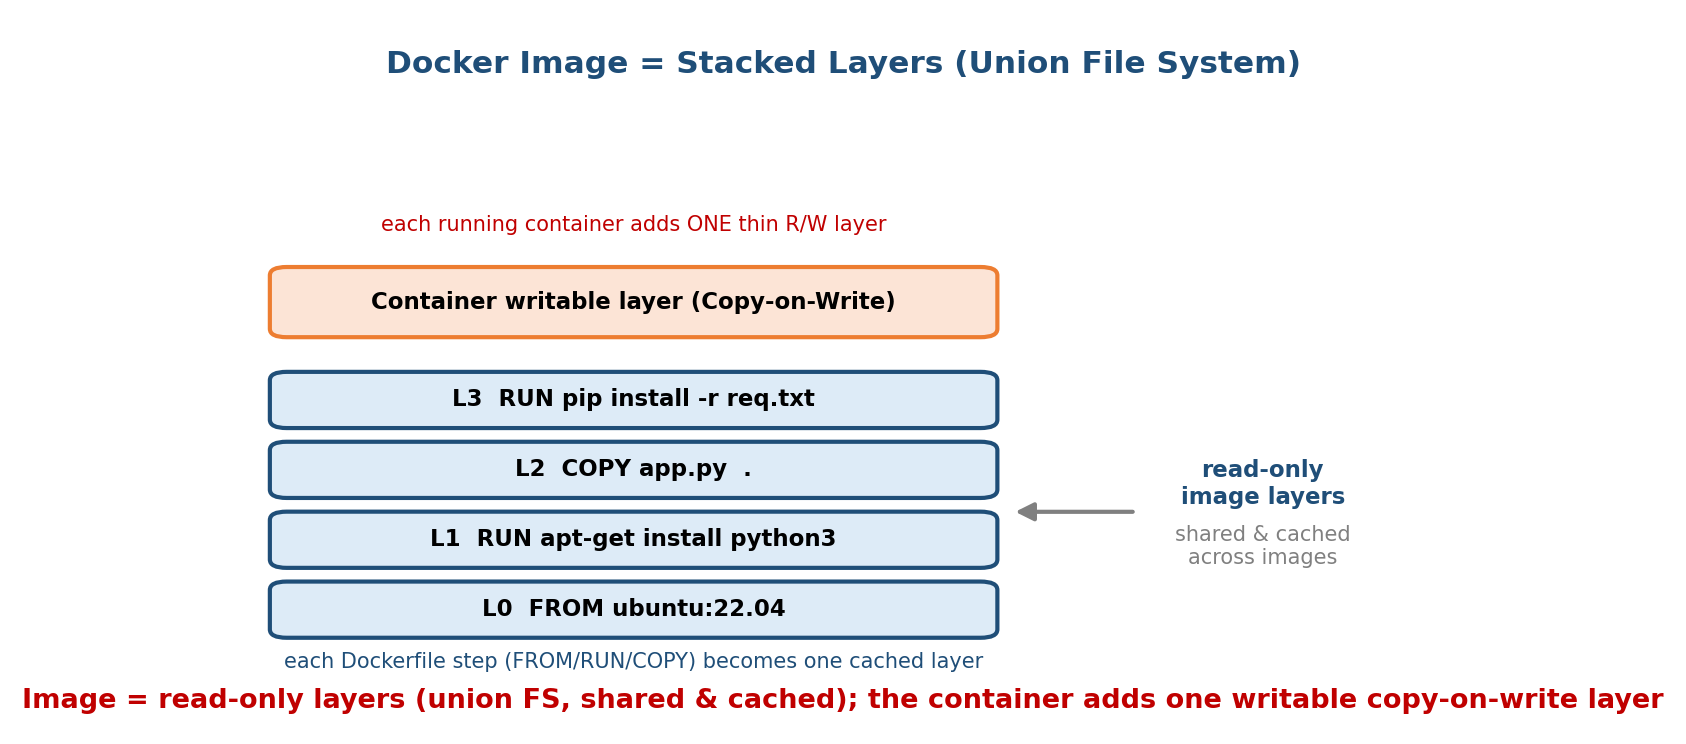 Docker Image = Stacked Layers (Union File System)
each running container adds ONE thin R/W layer
Container writable layer (Copy-on-Write)
L3  RUN pip install -r req.txt
L2  COPY app.py  .
L1  RUN apt-get install python3
L0  FROM ubuntu:22.04
read-only
image layers
shared & cached
across images
each Dockerfile step (FROM/RUN/COPY) becomes one cached layer
Image = read-only layers (union FS, shared & cached); the container adds one writable copy-on-write layer